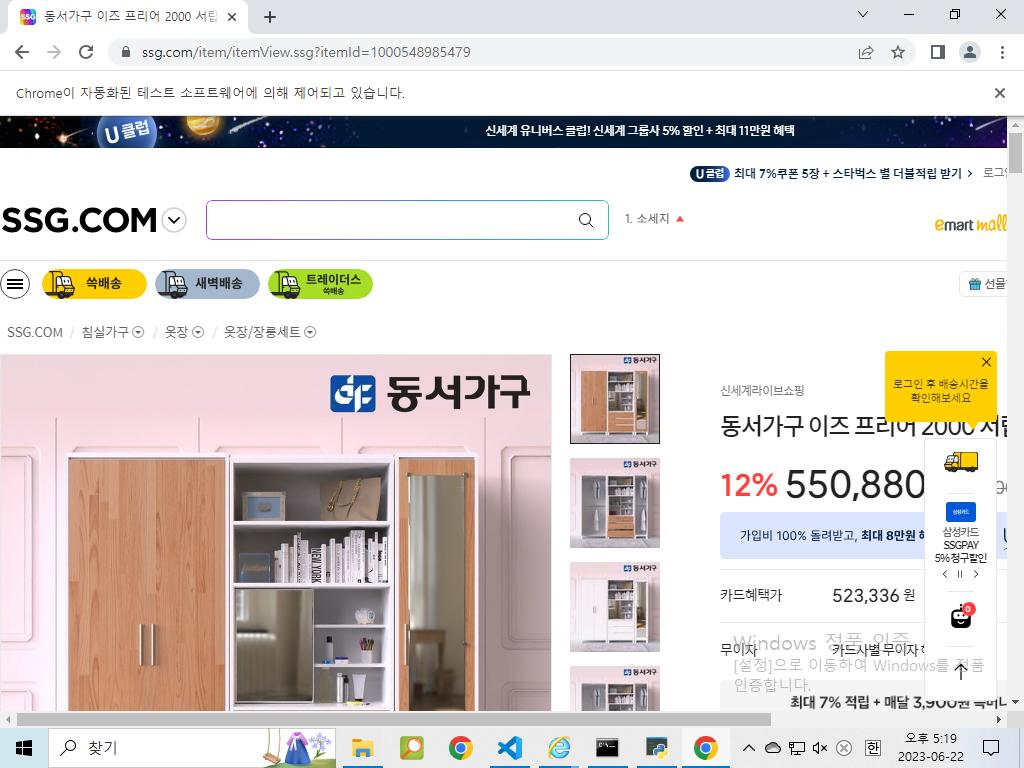 동서가구 이즈 프리어 2000 서랍
ssg.com/item/itemView.ssg?itemId=1000548985479
Chrome이 자동화된 테스트 소프트웨어에 의해 제어되고 있습니다.
U 클럽
신세계 유니버스 클럽! 신세계 그룹사 5% 할인 + 최대 11만원 혜택
U 클럽 최대 7%쿠폰 5장 + 스타벅스 별 더블적립 받기 >
SSG.COM
1. 소세지
emart mall
쓱배송
새벽배송
트레이더스
쓱배송
선물
SSG.COM / 침실가구 / 옷장 / 옷장/장롱세트
동서가구
NEW YORK
신세계라이브쇼핑
동서가구 이즈 프리어 2000 서랍
로그인 후 배송시간을
확인해보세요
12% 550,880
가입비 100% 돌려받고, 최대 8만원
삼성카드
삼성카드
SSGPAY
5% 청구할인
카드혜택가 523,336 원
0
무이자 카드사별 무이자
Windows 정품 인증
[설정]으로 이동하여 Windows를 정품
인증합니다.
최대 7% 적립 + 매달 3,900원
찾기
한
오후 5:19
2023-06-22